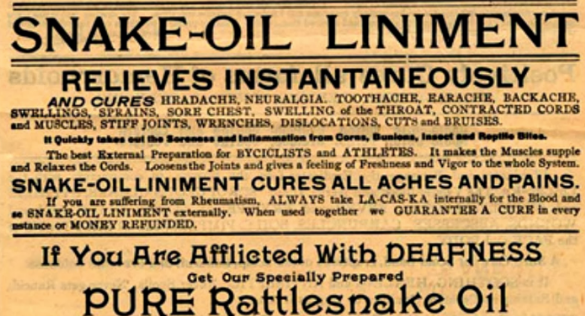 SNAKE-OIL LINIMENT
RELIEVES INSTANTANEOUSLY
AND CURES HEADACHE, NEURALGIA, TOOTHACHE, EARACHE, BACKACHE,
SWELLINGS, SPRAINS, SORE CHEST, SWELLING of the THROAT, CONTRACTED CORDS
and MUSCLES, STIFF JOINTS, WRENCHES, DISLOCATIONS, CUTS and BRUISES.
It Quickly takes out the Soreness and Inflammation from Corns, Bunions, Insect and Reptile Bites.
The best External Preparation for BYCICLISTS and ATHLETES. It makes the Muscles supple
and Relaxes the Cords. Loosens the Joints and gives a feeling of Freshness and Vigor to the whole System.
SNAKE-OIL LINIMENT CURES ALL ACHES AND PAINS.
If you are suffering from Rheumatism, ALWAYS take LA-CAS-KA internally for the Blood and
se SNAKE-OIL LINIMENT externally. When used together we GUARANTEE A CURE in every
nstance or MONEY REFUNDED.
If You Are Afflicted With DEAFNESS
Get Our Specially Prepared
PURE Rattlesnake Oil